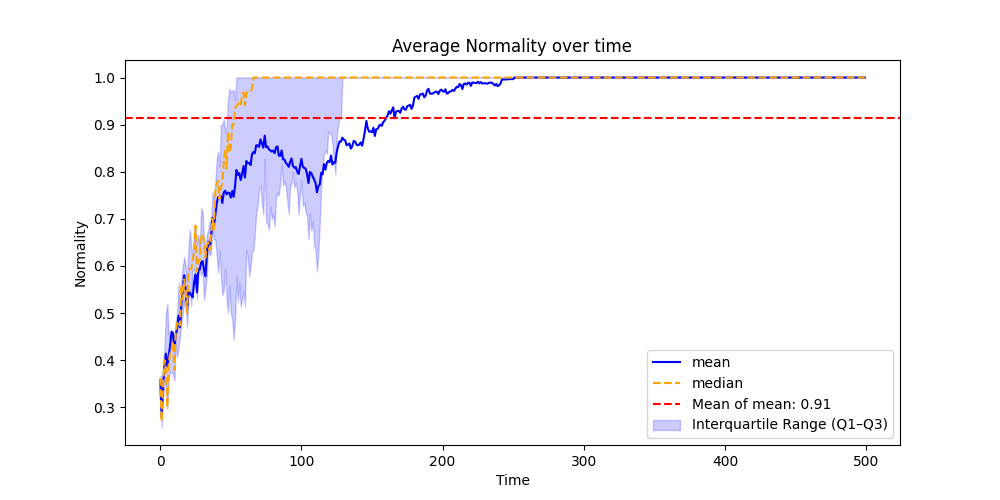 Average Normality over time
Normality
1.0
0.9
0.8
0.7
0.6
0.5
0.4
0.3
mean
median
Mean of mean: 0.91
Interquartile Range (Q1–Q3)
0
100
200
300
400
500
Time